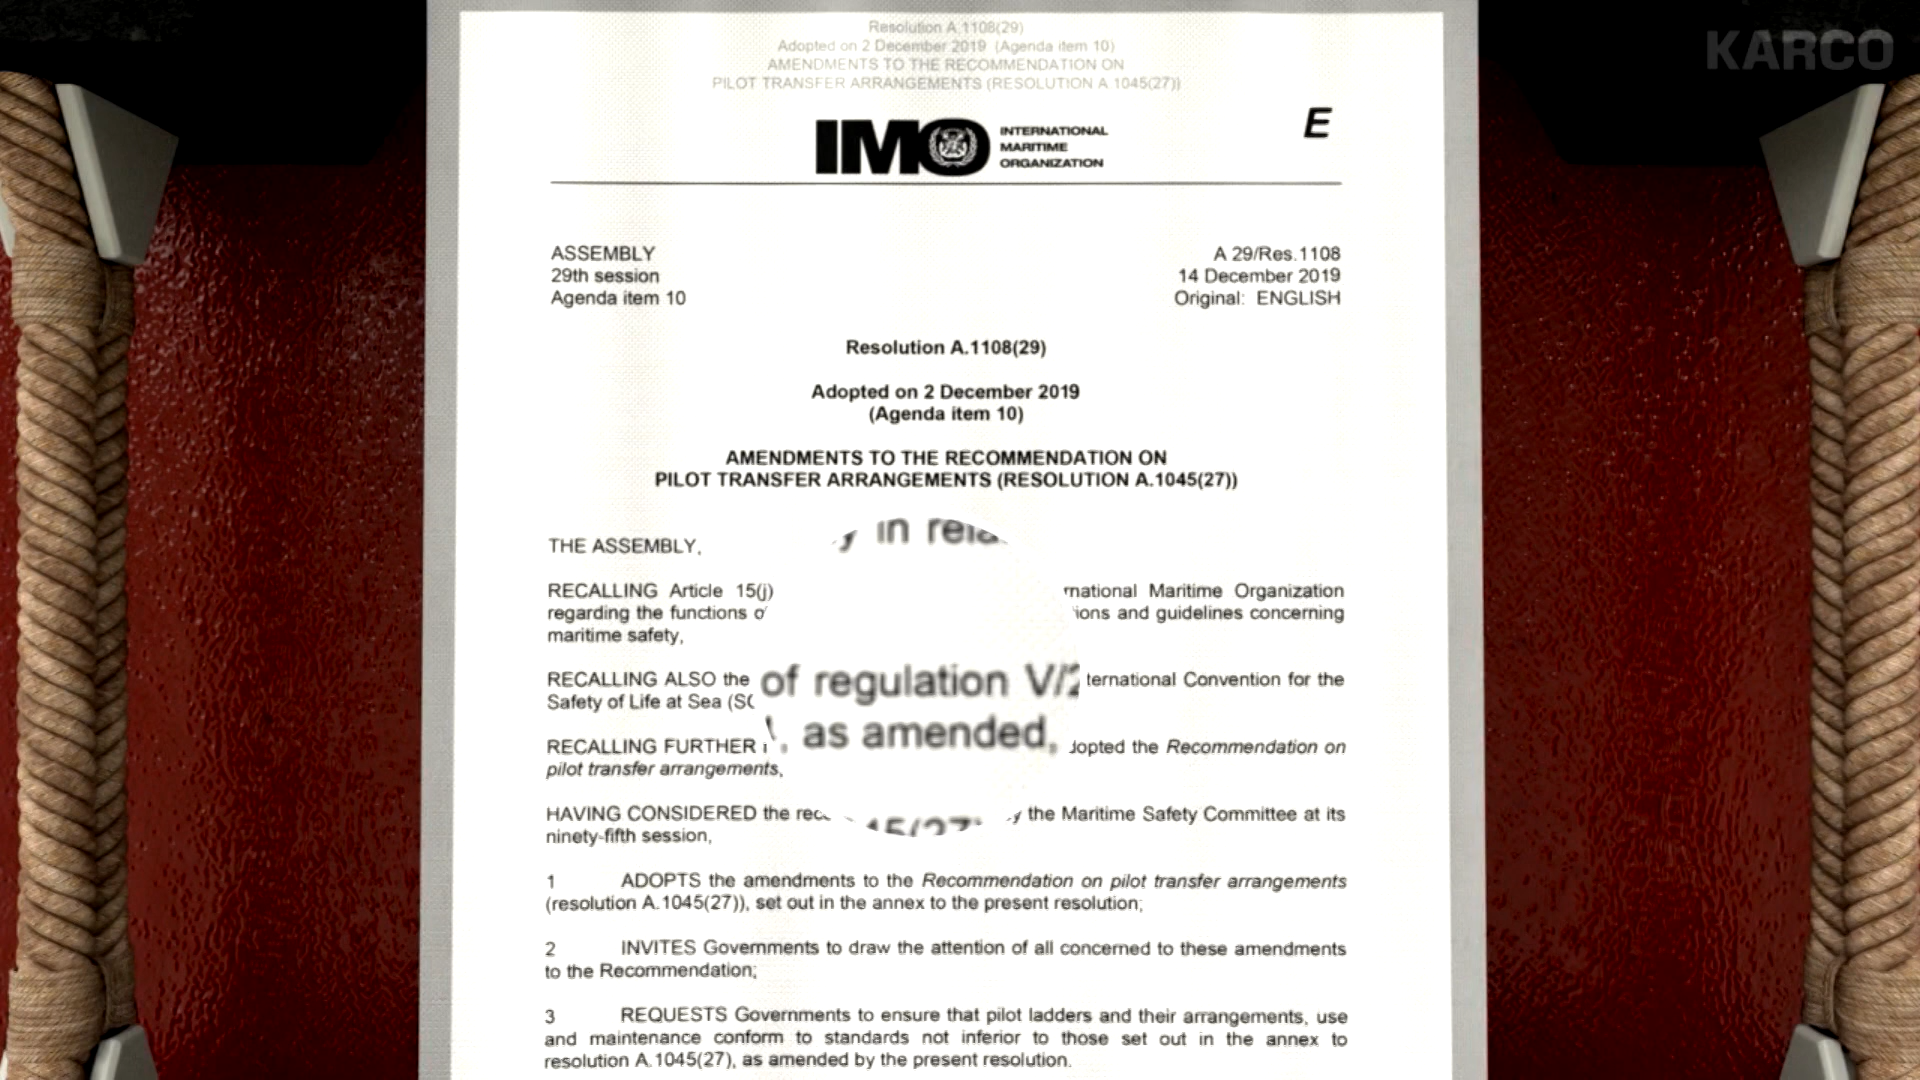 Resolution A.1108(29)
Adopted on 2 December 2019 (Agenda item 10)
AMENDMENTS TO THE RECOMMENDATION ON
PILOT TRANSFER ARRANGEMENTS (RESOLUTION A 1045(27))
KARCO
IMO INTERNATIONAL
MARITIME
ORGANIZATION
E
ASSEMBLY
29th session
Agenda item 10
A 29/Res.1108
14 December 2019
Original: ENGLISH
Resolution A.1108(29)
Adopted on 2 December 2019
(Agenda item 10)
AMENDMENTS TO THE RECOMMENDATION ON
PILOT TRANSFER ARRANGEMENTS (RESOLUTION A.1045(27))
y in rela
THE ASSEMBLY,
RECALLING Article 15(j) rnational Maritime Organization
regarding the functions o ions and guidelines concerning
maritime safety,
RECALLING ALSO the of regulation V/2 ternational Convention for the
Safety of Life at Sea (S
, as amended,
RECALLING FURTHER dopted the Recommendation on
pilot transfer arrangements,
HAVING CONSIDERED the rec 45(27) y the Maritime Safety Committee at its
ninety-fifth session,
1 ADOPTS the amendments to the Recommendation on pilot transfer arrangements
(resolution A.1045(27)), set out in the annex to the present resolution;
2 INVITES Governments to draw the attention of all concerned to these amendments
to the Recommendation;
3 REQUESTS Governments to ensure that pilot ladders and their arrangements, use
and maintenance conform to standards not inferior to those set out in the annex to
resolution A.1045(27), as amended by the present resolution.